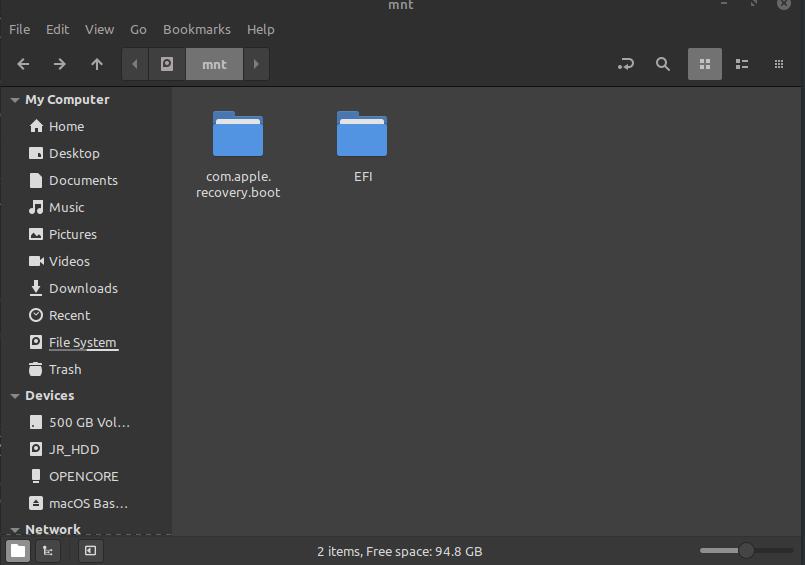 mnt
File Edit View Go Bookmarks Help
mnt
My Computer
Home
Desktop
Documents
Music
Pictures
Videos
Downloads
Recent
File System
Trash
Devices
500 GB Vol...
JR_HDD
OPENCORE
macOS Bas...
Network
com.apple.
recovery.boot
EFI
2 items, Free space: 94.8 GB